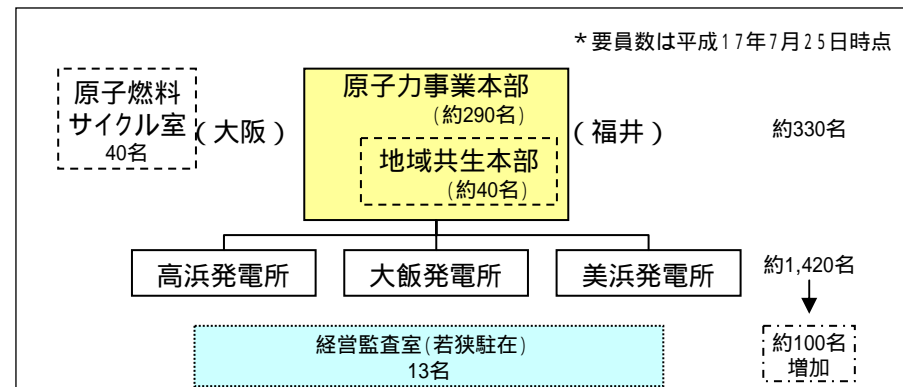 *要員数は平成17年7月25日時点
原子燃料
サイクル室
40名
(大阪)
原子力事業本部
(約290名)
地域共生本部
(約40名)
(福井)
約330名
高浜発電所
大飯発電所
美浜発電所
約1,420名
経営監査室(若狭駐在)
13名
約100名
増加